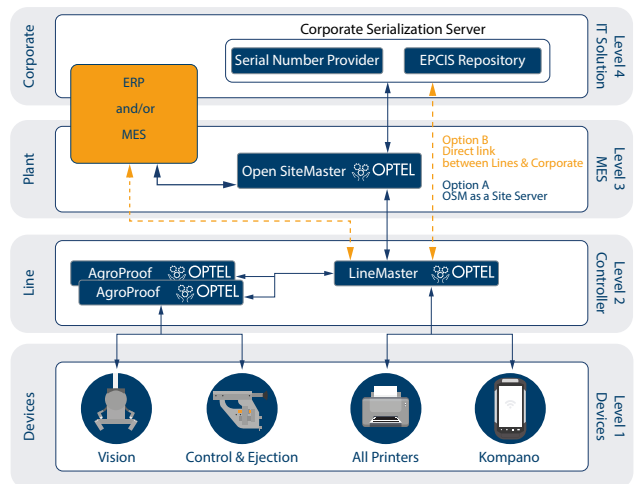 Corporate
Level 4
IT Solution
Corporate Serialization Server
Serial Number Provider
EPCIS Repository
ERP
and/or
MES
Plant
Level 3
MES
Open SiteMaster OPTEL
Option B
Direct link
between Lines & Corporate
Option A
OSM as a Site Server
Line
Level 2
Controller
AgroProof OPTEL
AgroProof OPTEL
LineMaster OPTEL
Devices
Level 1
Devices
Vision
Control & Ejection
All Printers
Kompano